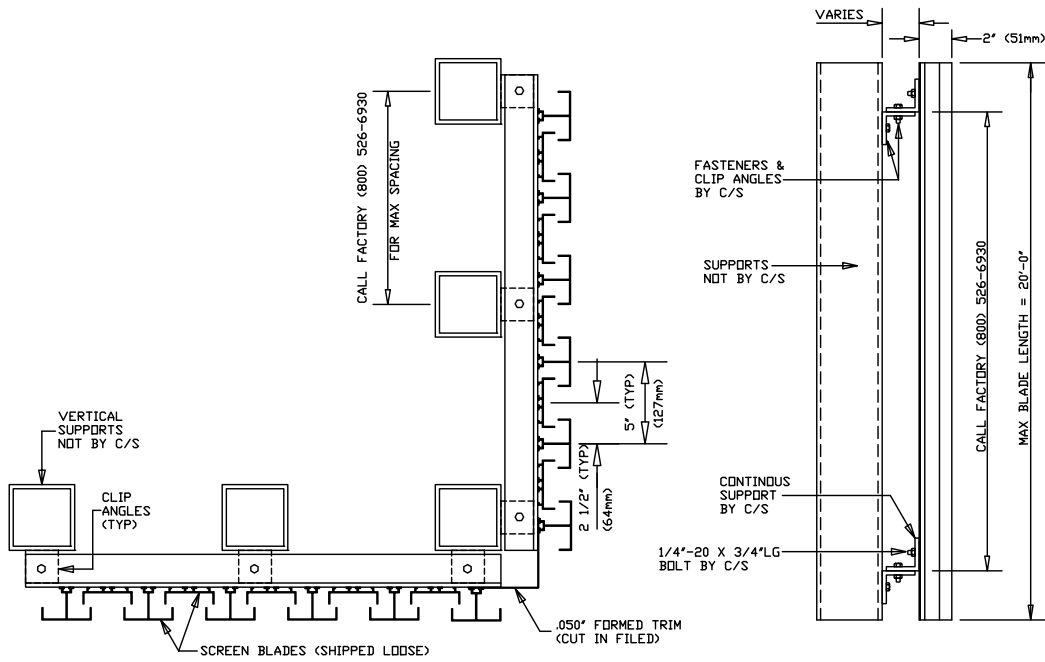 VARIES
2" (51mm)
CALL FACTORY (800) 526-6930
FOR MAX SPACING
FASTENERS &
CLIP ANGLES
BY C/S
SUPPORTS
NOT BY C/S
CALL FACTORY (800) 526-6930
MAX BLADE LENGTH = 20'-0"
5" (TYP)
(127mm)
2 1/2" (TYP)
(64mm)
VERTICAL
SUPPORTS
NOT BY C/S
CLIP
ANGLES
(TYP)
CONTINOUS
SUPPORT
BY C/S
1/4"-20 X 3/4"LG
BOLT BY C/S
.050" FORMED TRIM
(CUT IN FILED)
SCREEN BLADES (SHIPPED LOOSE)